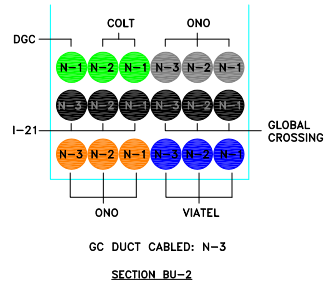 COLT ONO
DGC
N-1 N-2 N-1 N-3 N-2 N-1
N-3 N-2 N-1 N-3 N-2 N-1
I-21 GLOBAL
CROSSING
N-3 N-2 N-1 N-3 N-2 N-1
ONO VIATEL
GC DUCT CABLED: N-3
SECTION BU-2